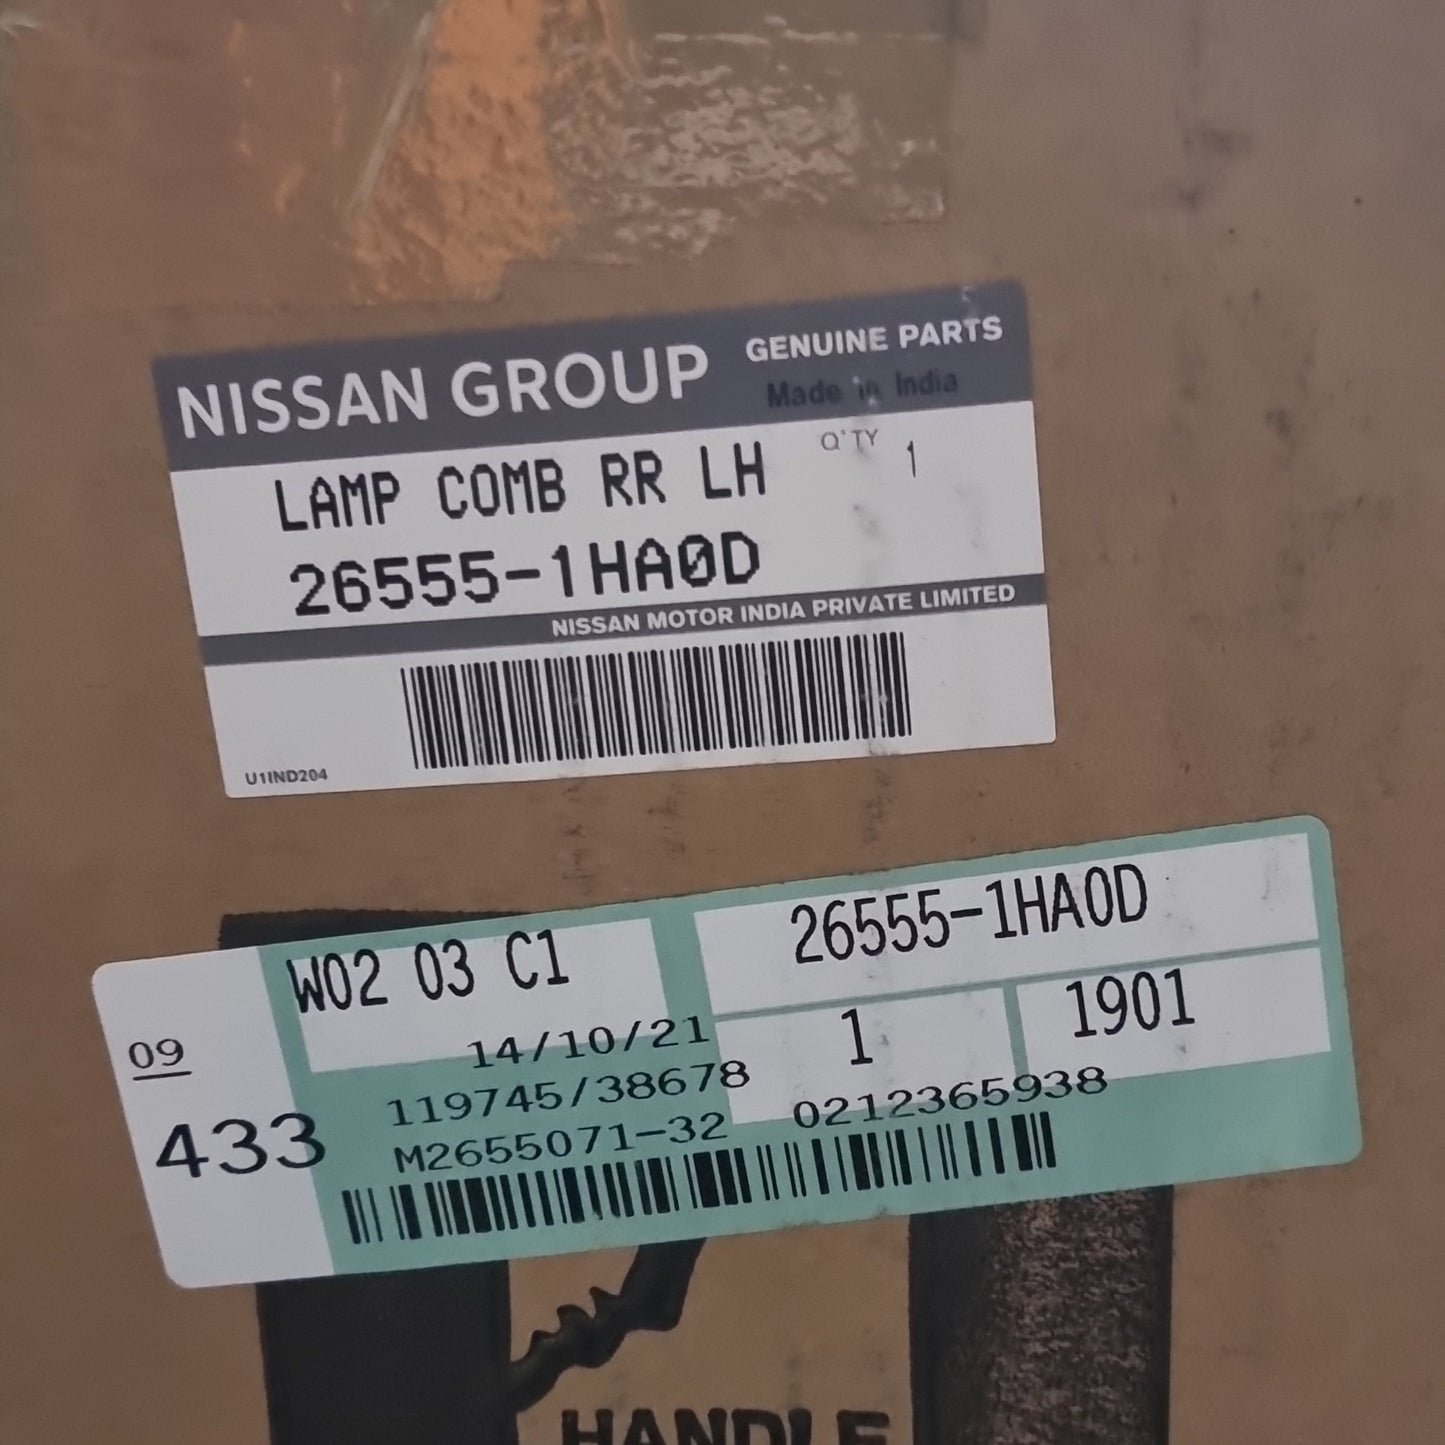 NISSAN GROUP GENUINE PARTS
Made in India
LAMP COMB RR LH Q'TY 1
26555-1HA0D
NISSAN MOTOR INDIA PRIVATE LIMITED
U1IND204
W02 03 C1 26555-1HA0D
09 14/10/21 1 1901
433 119745/38678
M2655071-32 0212365938
HANDLE